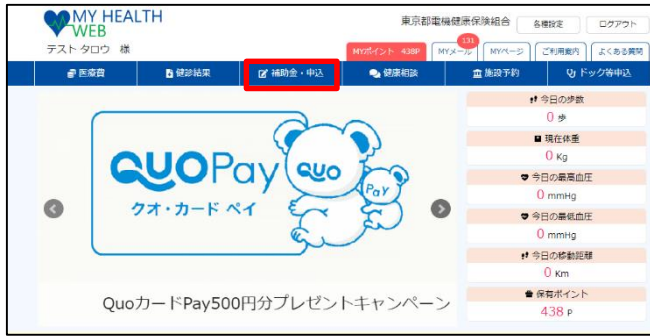 MY HEALTH
WEB
東京都電機健康保険組合
各種設定
ログアウト
テスト タロウ 様
MYポイント 438P
131
MYメール
MYページ
ご利用案内
よくある質問
医療費
健診結果
補助金・申込
健康相談
施設予約
ドック等申込
QUOPay
クオ・カード ペイ
QUO
Pay
QuoカードPay500円分プレゼントキャンペーン
今日の歩数
0 歩
現在体重
0 Kg
今日の最高血圧
0 mmHg
今日の最低血圧
0 mmHg
今日の移動距離
0 Km
保有ポイント
438 P